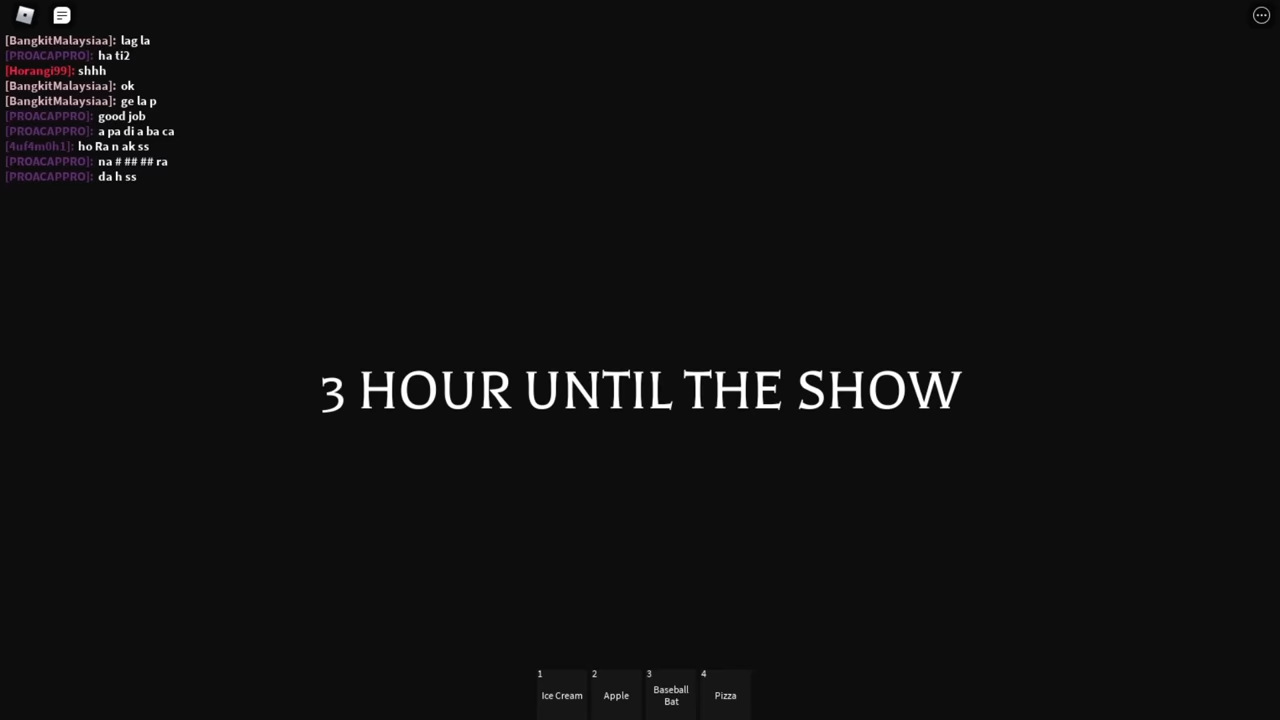 [BangkitMalaysiaa]: lag la
[PROACAPPRO]: ha ti2
[Horangi99]: shhh
[BangkitMalaysiaa]: ok
[BangkitMalaysiaa]: ge la p
[PROACAPPRO]: good job
[PROACAPPRO]: a pa di a ba ca
[4uf4m0h1]: ho Ra n ak ss
[PROACAPPRO]: na # ## ## ra
[PROACAPPRO]: da h ss
3 HOUR UNTIL THE SHOW
1 2 3 4
Ice Cream Apple Baseball Bat Pizza